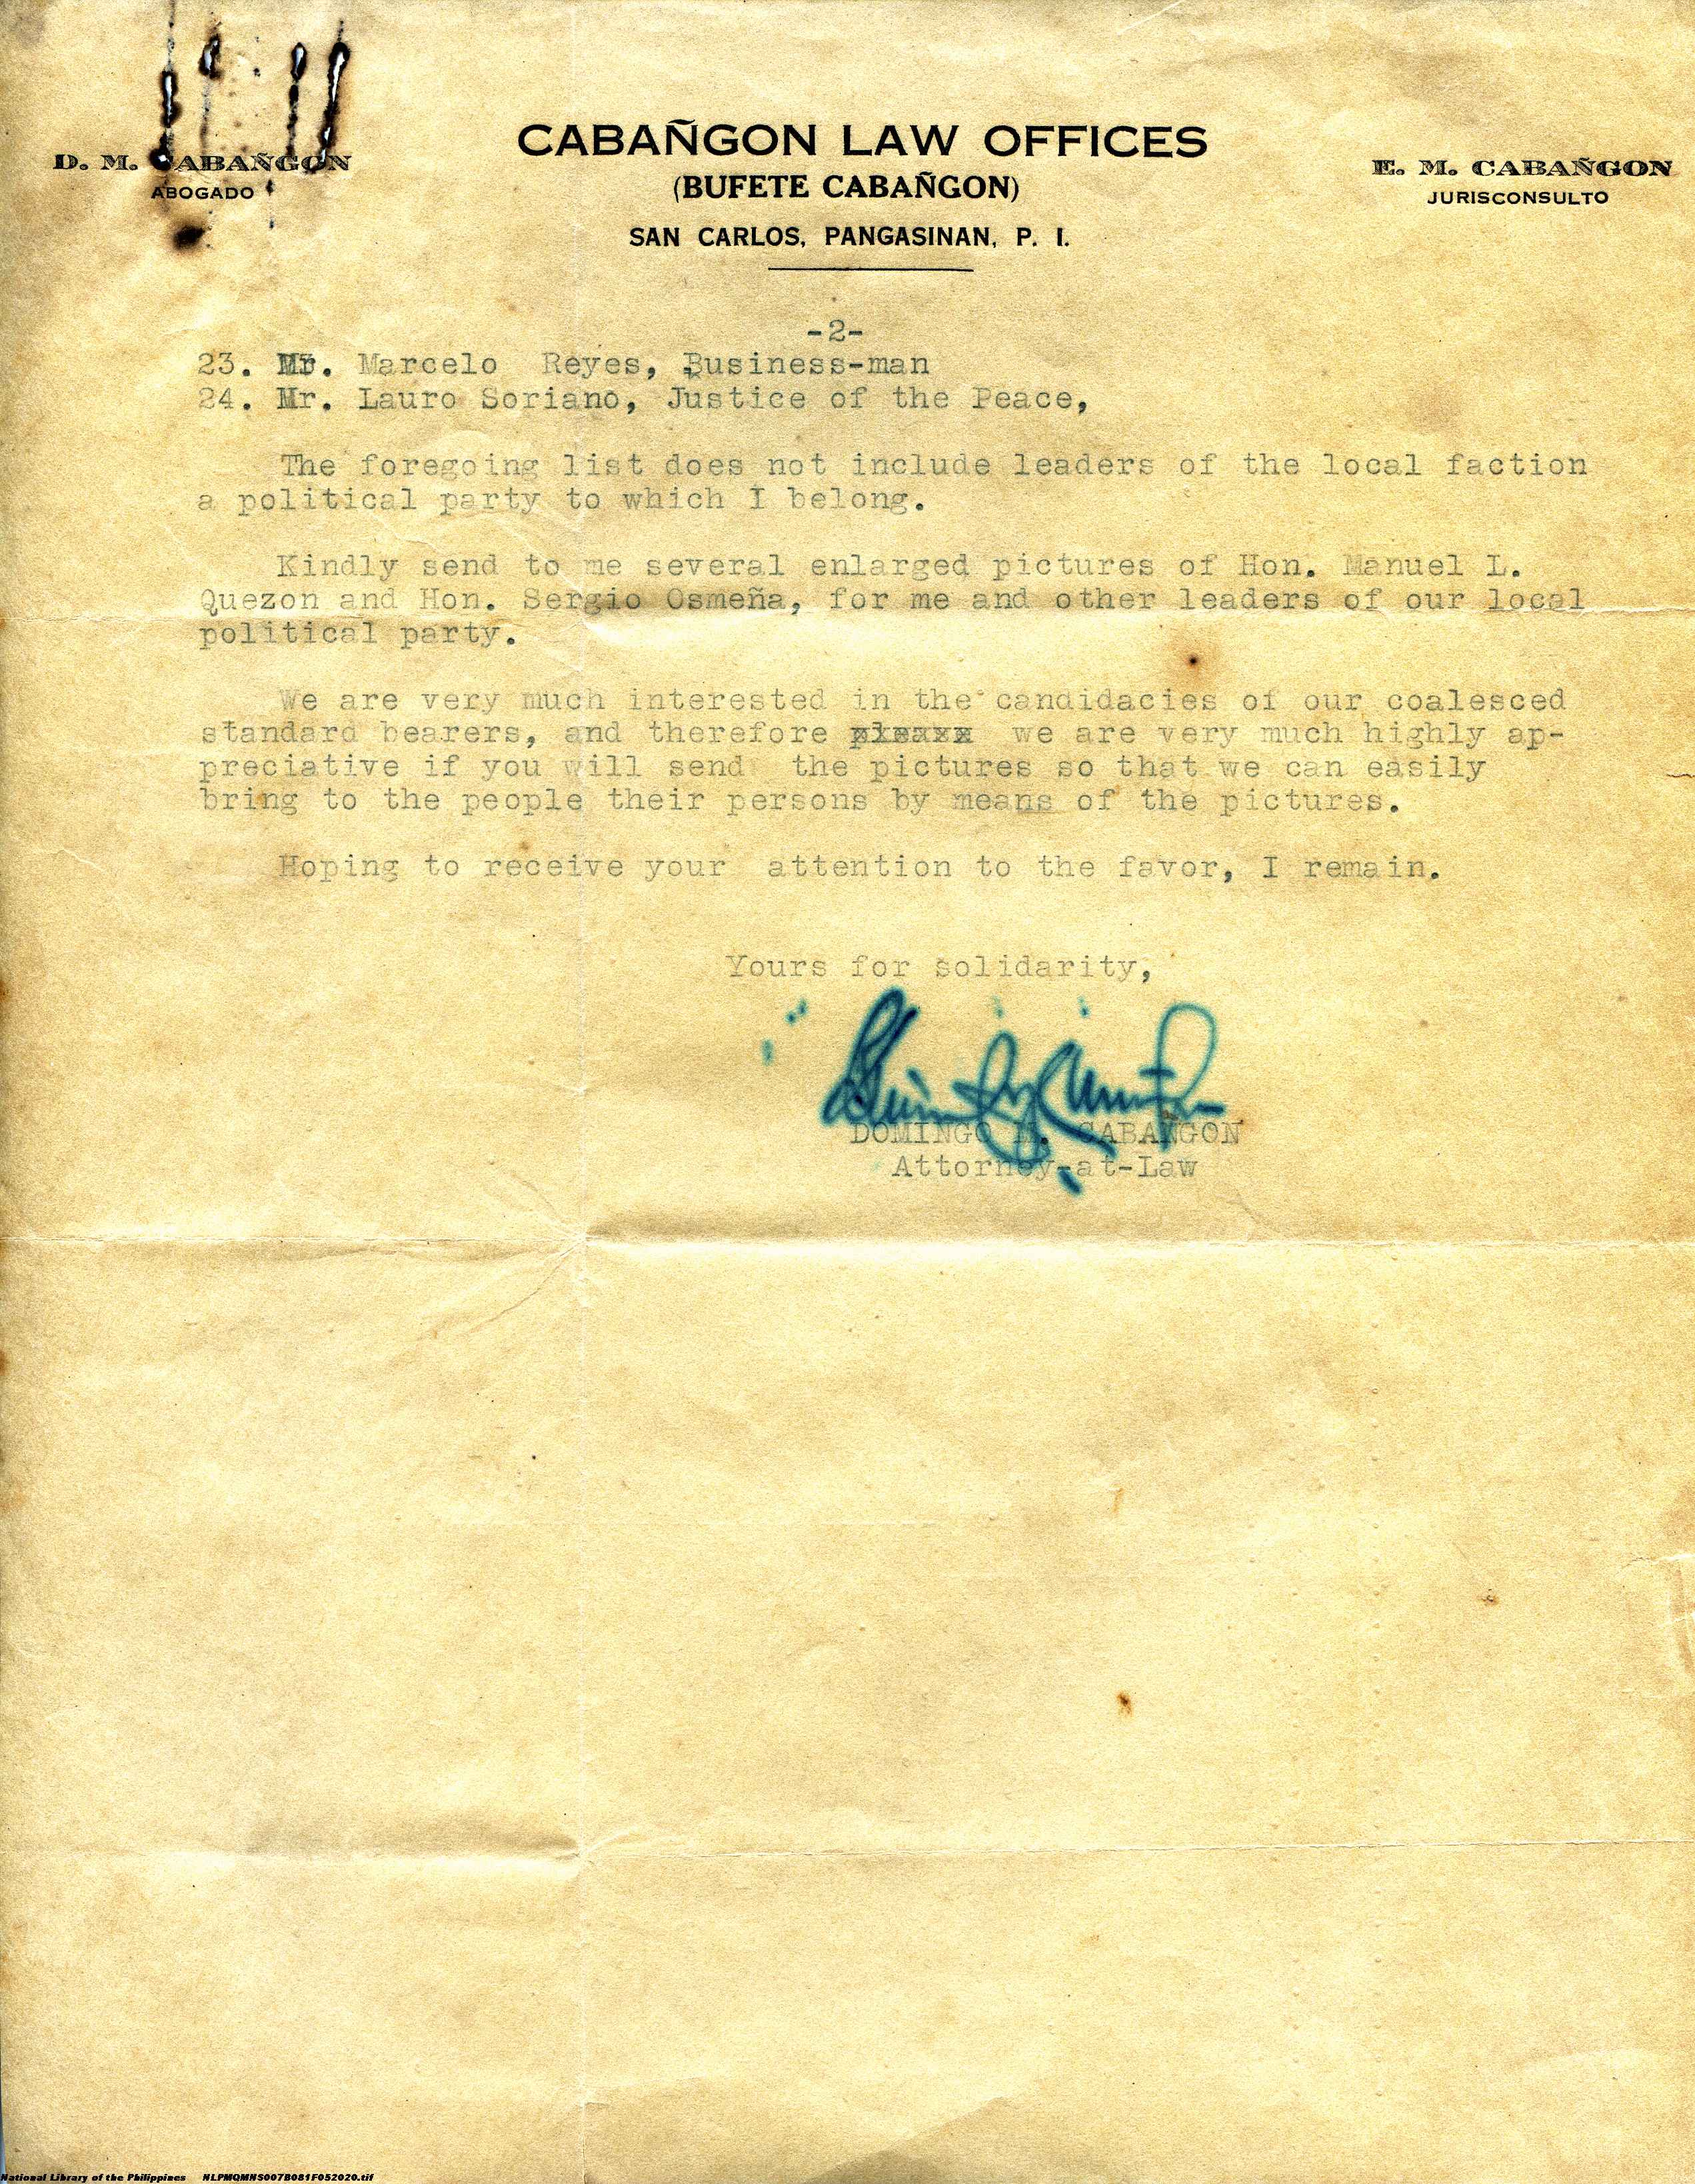 CABAÑGON LAW OFFICES
D. M. CABAÑGON
ABOGADO
(BUFETE CABAÑGON)
E. M. CABAÑGON
JURISCONSULTO
SAN CARLOS, PANGASINAN, P. I.
-2-
23. Mr. Marcelo Reyes, Business-man
24. Mr. Lauro Soriano, Justice of the Peace,
The foregoing list does not include leaders of the local faction
a political party to which I belong.
Kindly send to me several enlarged pictures of Hon. Manuel L.
Quezon and Hon. Sergio Osmeña, for me and other leaders of our local
political party.
We are very much interested in the candidacies of our coalesced
standard bearers, and therefore we are very much highly ap-
preciative if you will send the pictures so that we can easily
bring to the people their persons by means of the pictures.
Hoping to receive your attention to the favor, I remain.
Yours for solidarity,
DOMINGO M. CABANGON
Attorney-at-Law
National Library of the Philippines NLPMQMNS007B081F052020.tif